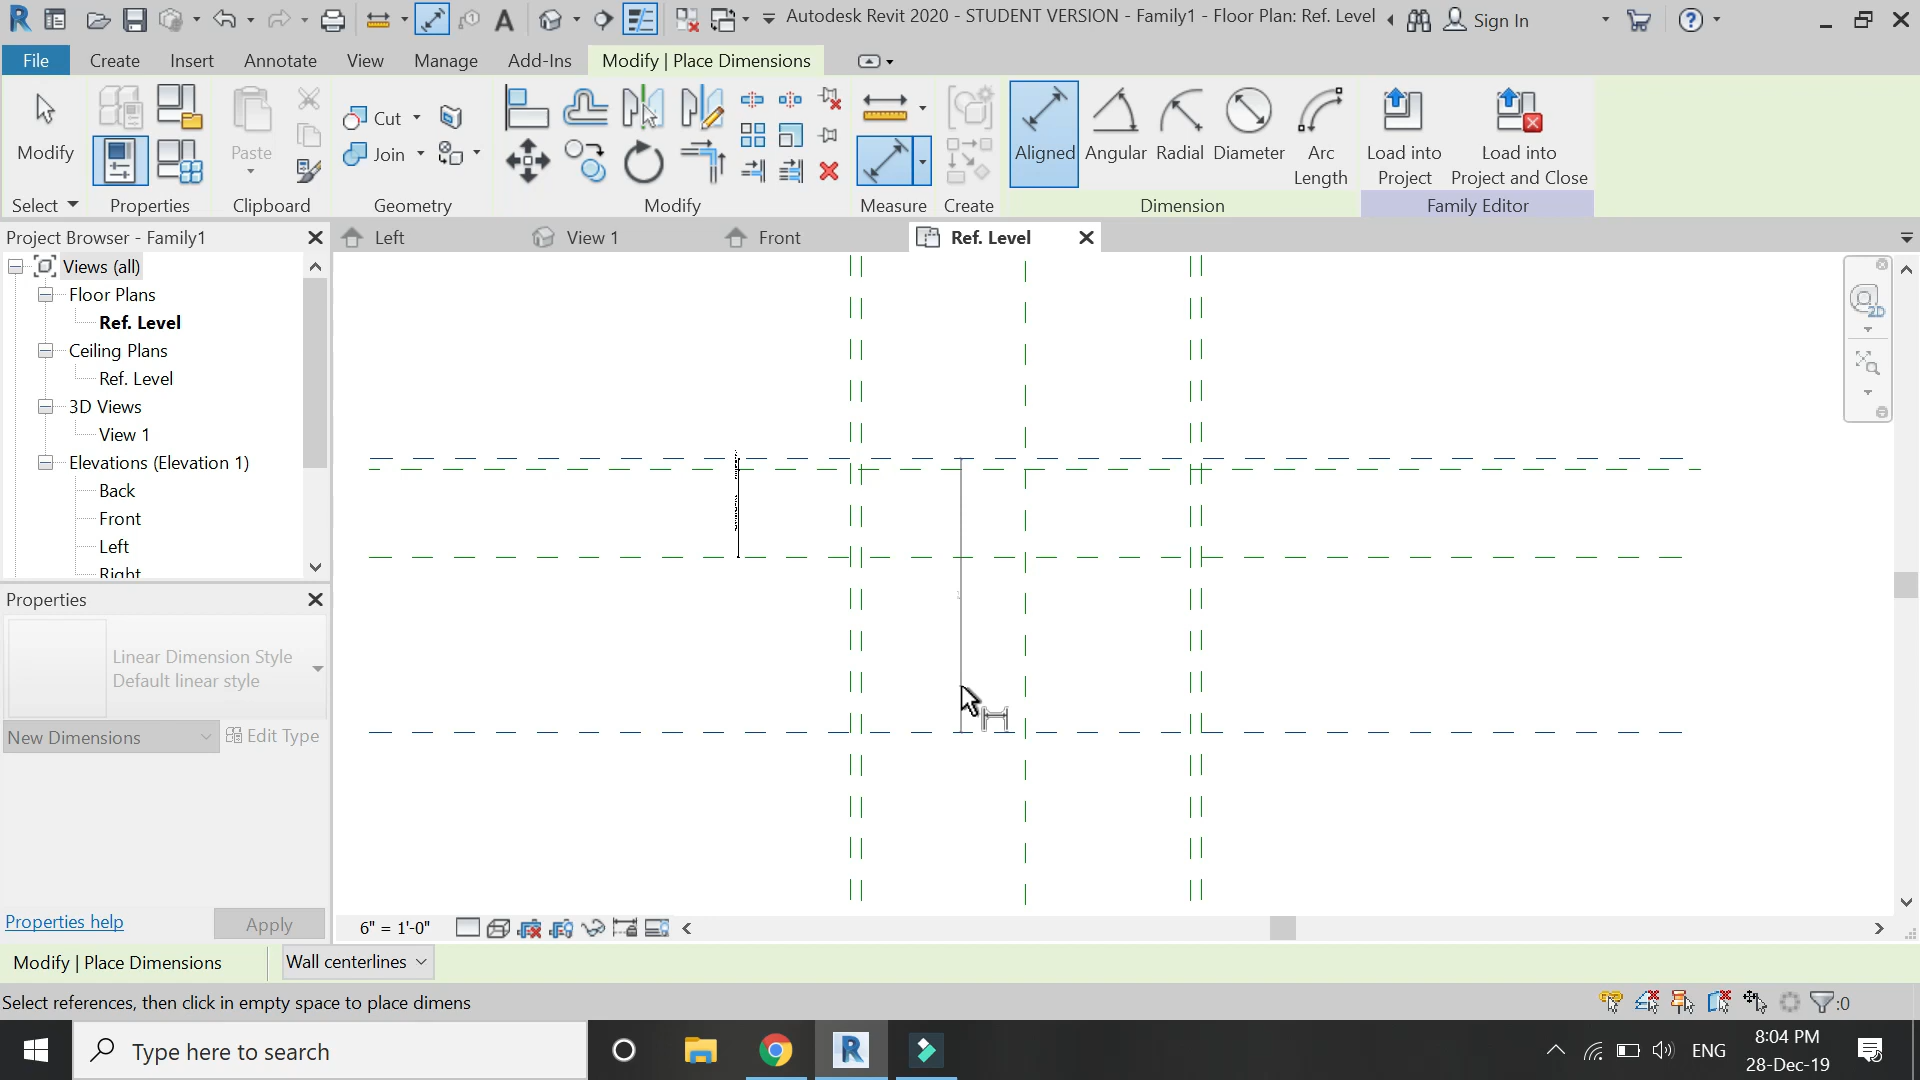 Autodesk Revit 2020 - STUDENT VERSION - Family1 - Floor Plan: Ref. Level
Sign In
File
Create
Insert
Annotate
View
Manage
Add-Ins
Modify | Place Dimensions
Modify
Paste
Cut
Join
Aligned
Angular
Radial
Diameter
Arc
Length
Load into
Project
Load into
Project and Close
Select
Properties
Clipboard
Geometry
Modify
Measure
Create
Dimension
Family Editor
Project Browser - Family1
Left
View 1
Front
Ref. Level
Views (all)
Floor Plans
Ref. Level
Ceiling Plans
Ref. Level
3D Views
View 1
Elevations (Elevation 1)
Back
Front
Left
Right
2D
Properties
Linear Dimension Style
Default linear style
New Dimensions
Edit Type
Properties help
Apply
6" = 1'-0"
Modify | Place Dimensions
Wall centerlines
Select references, then click in empty space to place dimens
:0
Type here to search
ENG
8:04 PM
28-Dec-19